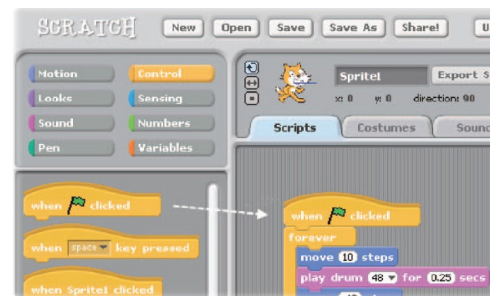 SCRATCH New Open Save Save As Share! U
Motion Control
Looks Sensing
Sound Numbers
Pen Variables
Sprite1 Export S
x: 0 y: 0 direction: 90
Scripts Costumes Soun
when clicked
when space key pressed
when Sprite1 clicked
when clicked
forever
move 10 steps
play drum 48 for 0.25 secs